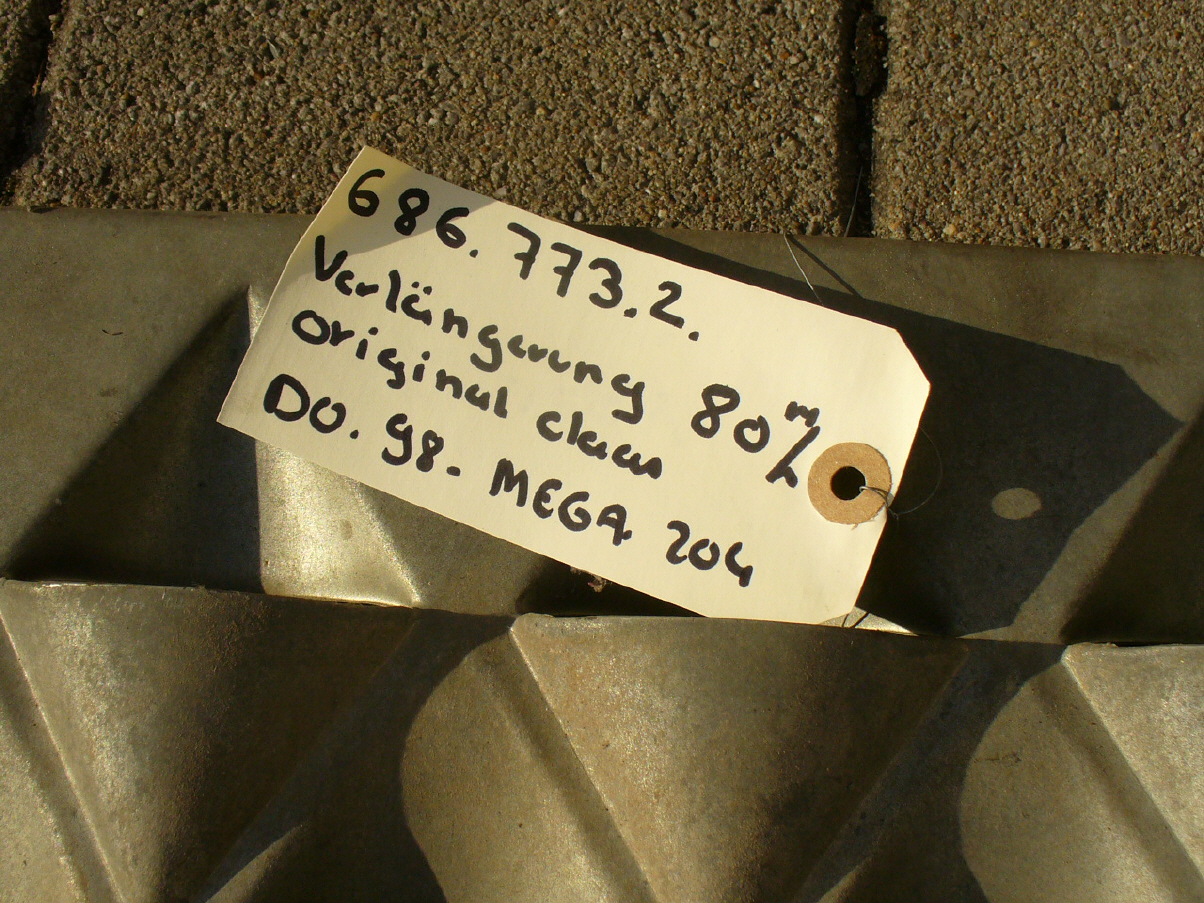 686.773.2.
Verlängerung 80 m/m
original claas
DO. 98- MEGA 204